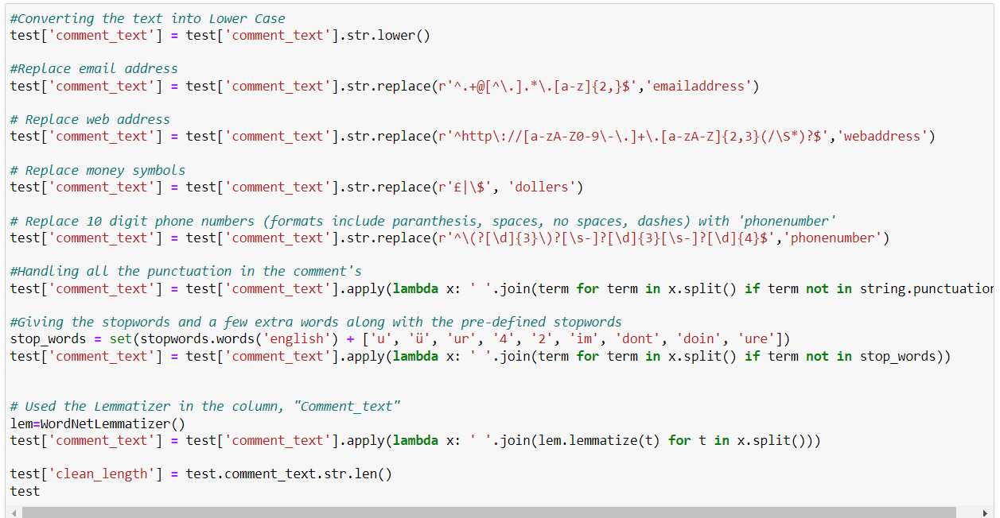 #Converting the text into Lower Case
test['comment_text'] = test['comment_text'].str.lower()
#Replace email address
test['comment_text'] = test['comment_text'].str.replace(r'^.+@[^\.].*\.[a-z]{2,}$','emailaddress')
# Replace web address
test['comment_text'] = test['comment_text'].str.replace(r'^http\://[a-zA-Z0-9\-\.]+\.[a-zA-Z]{2,3}(/\S*)?$','webaddress')
# Replace money symbols
test['comment_text'] = test['comment_text'].str.replace(r'£|\$', 'dollers')
# Replace 10 digit phone numbers (formats include paranthesis, spaces, no spaces, dashes) with 'phonenumber'
test['comment_text'] = test['comment_text'].str.replace(r'^\(?[\d]{3}\)?[\s-]?[\d]{3}[\s-]?[\d]{4}$','phonenumber')
#Handling all the punctuation in the comment's
test['comment_text'] = test['comment_text'].apply(lambda x: ' '.join(term for term in x.split() if term not in string.punctuation
#Giving the stopwords and a few extra words along with the pre-defined stopwords
stop_words = set(stopwords.words('english') + ['u', 'ü', 'ur', '4', '2', 'im', 'dont', 'doin', 'ure'])
test['comment_text'] = test['comment_text'].apply(lambda x: ' '.join(term for term in x.split() if term not in stop_words))
# Used the Lemmatizer in the column, "Comment_text"
lem=WordNetLemmatizer()
test['comment_text'] = test['comment_text'].apply(lambda x: ' '.join(lem.lemmatize(t) for t in x.split()))
test['clean_length'] = test.comment_text.str.len()
test